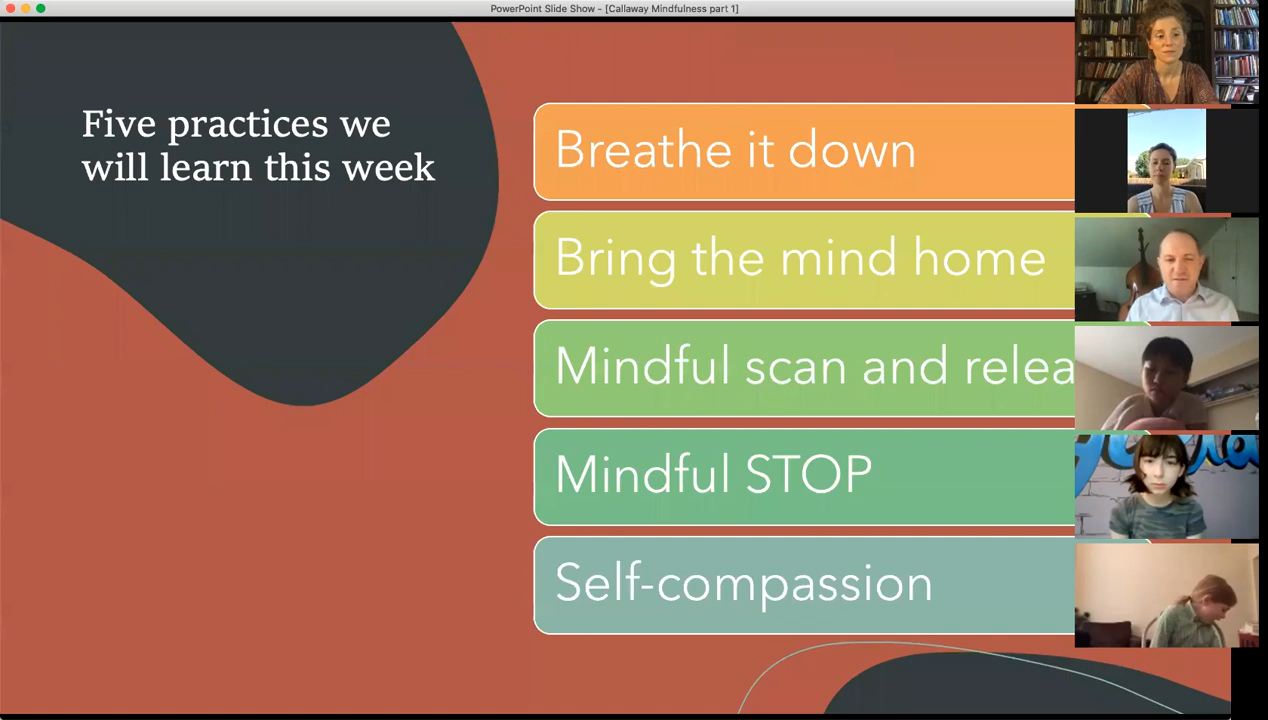 PowerPoint Slide Show - [Callaway Mindfulness part 1]
Five practices we
will learn this week
Breathe it down
Bring the mind home
Mindful scan and relea
Mindful STOP
Self-compassion